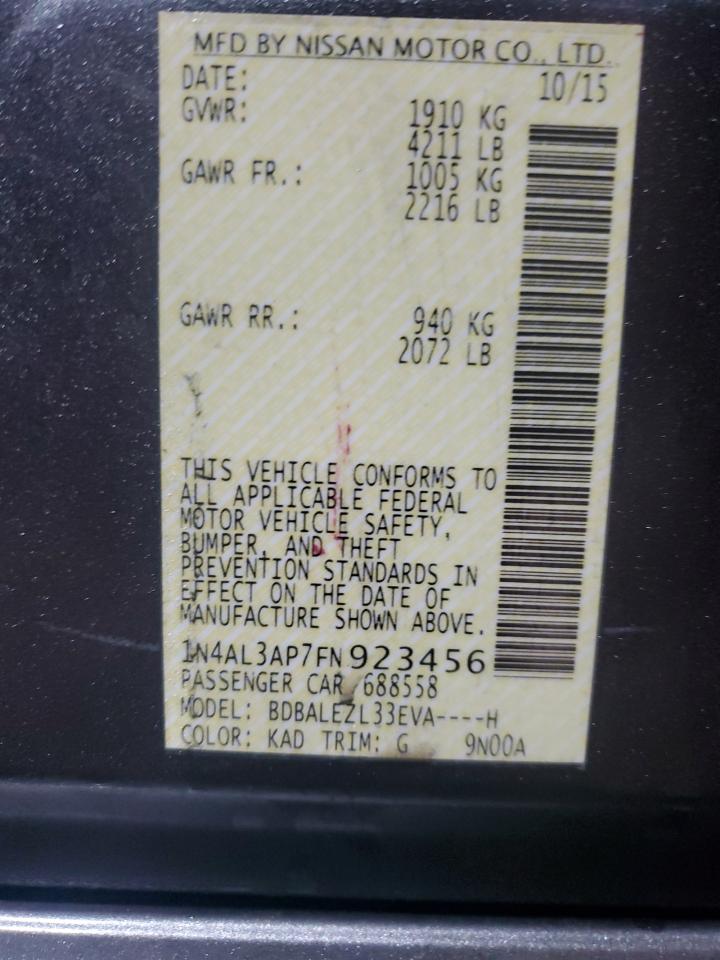 MFD BY NISSAN MOTOR CO., LTD.
DATE: 10/15
GVWR: 1910 KG
4211 LB
GAWR FR.: 1005 KG
2216 LB
GAWR RR.: 940 KG
2072 LB
THIS VEHICLE CONFORMS TO
ALL APPLICABLE FEDERAL
MOTOR VEHICLE SAFETY,
BUMPER, AND THEFT
PREVENTION STANDARDS IN
EFFECT ON THE DATE OF
MANUFACTURE SHOWN ABOVE.
1N4AL3AP7FN923456
PASSENGER CAR 688558
MODEL: BDBALEZL33EVA----H
COLOR: KAD TRIM: G 9N00A